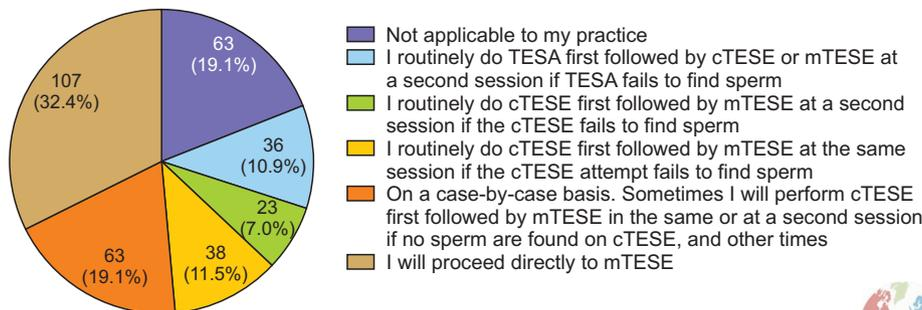 63
(19.1%)
107
(32.4%)
36
(10.9%)
23
(7.0%)
38
(11.5%)
63
(19.1%)
Not applicable to my practice
I routinely do TESA first followed by cTESE or mTESE at
a second session if TESA fails to find sperm
I routinely do cTESE first followed by mTESE at a second
session if the cTESE fails to find sperm
I routinely do cTESE first followed by mTESE at the same
session if the cTESE attempt fails to find sperm
On a case-by-case basis. Sometimes I will perform cTESE
first followed by mTESE in the same or at a second session
if no sperm are found on cTESE, and other times
I will proceed directly to mTESE